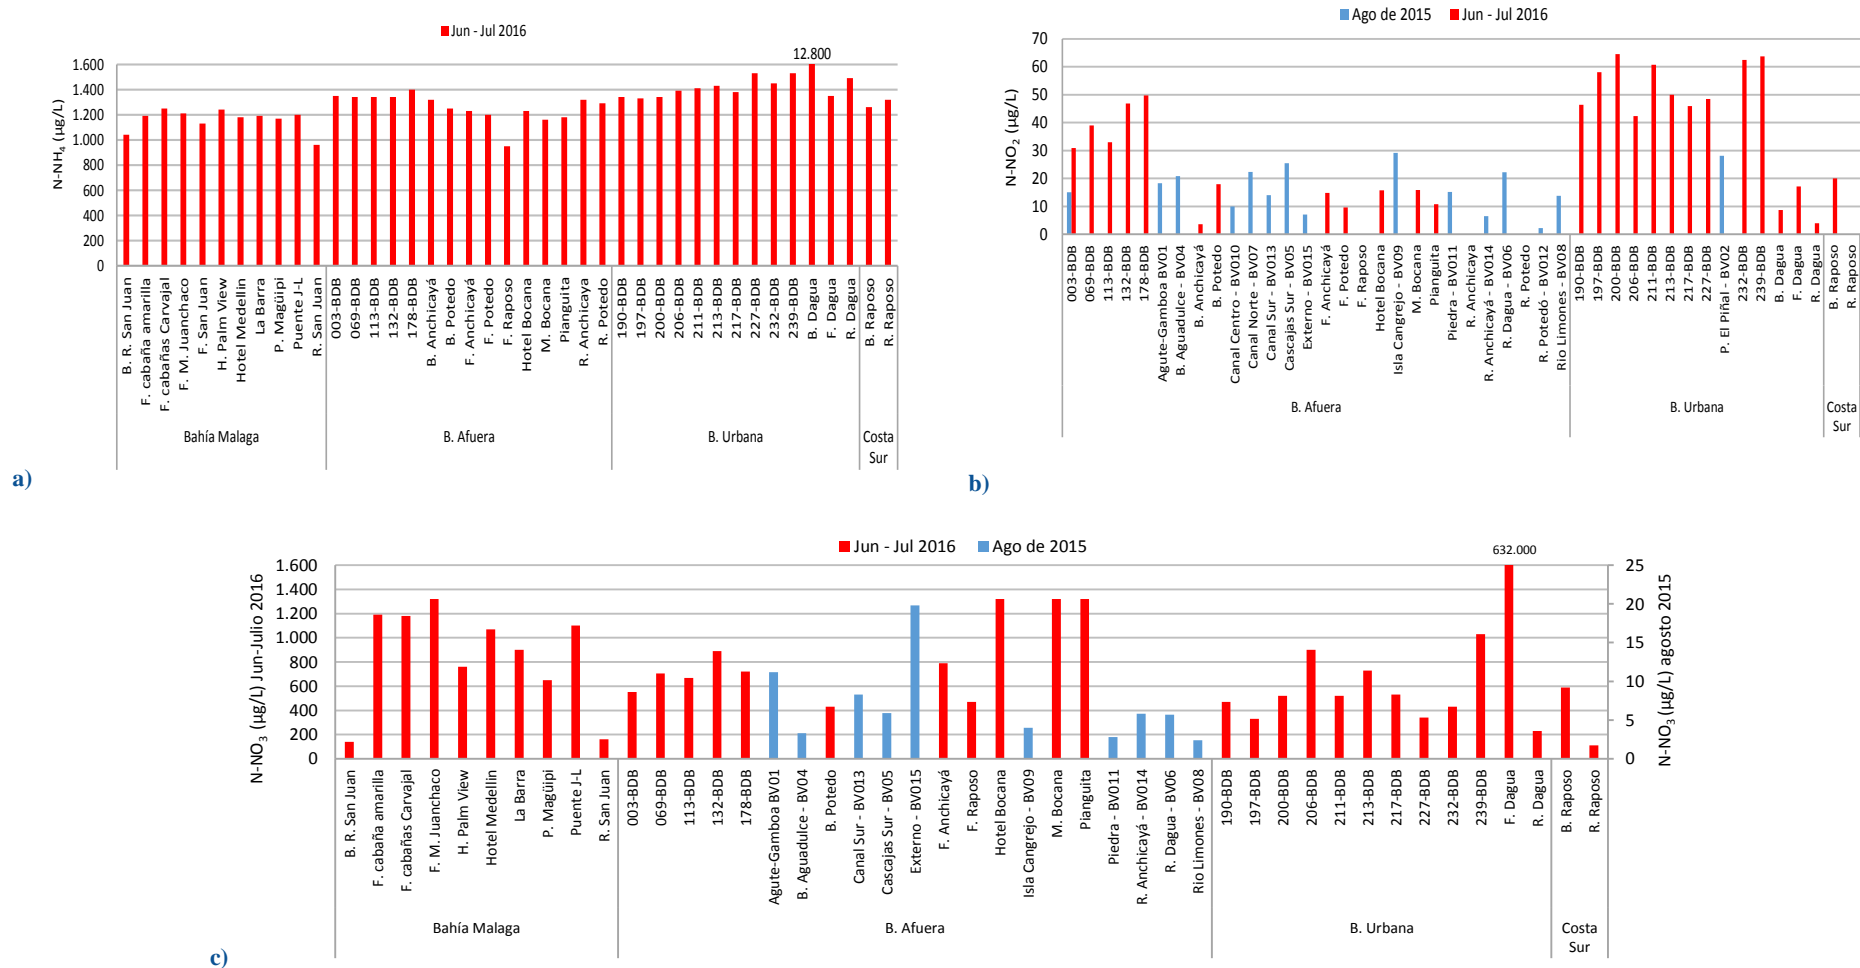 Jun - Jul 2016
12.800
N-NH₄ (µg/L)
1.600
1.400
1.200
1.000
800
600
400
200
0
B. R. San Juan
F. cabaña amarilla
F. cabañas Carvajal
F. M. Juanchaco
F. San Juan
H. Palm View
Hotel Medellin
La Barra
P. Magüipi
Puente J-L
R. San Juan
003-BDB
069-BDB
113-BDB
132-BDB
178-BDB
B. Anchicayá
B. Potedo
F. Anchicayá
F. Potedo
F. Raposo
Hotel Bocana
M. Bocana
Pianguita
R. Anchicaya
R. Potedo
190-BDB
197-BDB
200-BDB
206-BDB
211-BDB
213-BDB
217-BDB
227-BDB
232-BDB
239-BDB
B. Dagua
F. Dagua
R. Dagua
B. Raposo
R. Raposo
Bahía Malaga
B. Afuera
B. Urbana
Costa
Sur
a)
Ago de 2015
Jun - Jul 2016
N-NO₂ (µg/L)
70
60
50
40
30
20
10
0
003-BDB
069-BDB
113-BDB
132-BDB
178-BDB
Agute-Gamboa BV01
B. Aguadulce - BV04
B. Anchicayá
B. Potedo
Canal Centro - BV010
Canal Norte - BV07
Canal Sur - BV013
Cascajas Sur - BV05
Externo - BV015
F. Anchicayá
F. Potedo
F. Raposo
Hotel Bocana
Isla Cangrejo - BV09
M. Bocana
Pianguita
Piedra - BV011
R. Anchicaya
R. Anchicayá - BV014
R. Dagua - BV06
R. Potedo
R. Potedó - BV012
Rio Limones - BV08
190-BDB
197-BDB
200-BDB
206-BDB
211-BDB
213-BDB
217-BDB
227-BDB
P. El Piñal - BV02
232-BDB
239-BDB
B. Dagua
F. Dagua
R. Dagua
B. Raposo
R. Raposo
B. Afuera
B. Urbana
Costa
Sur
b)
Jun - Jul 2016
Ago de 2015
632.000
N-NO₃ (µg/L) Jun-Julio 2016
1.600
1.400
1.200
1.000
800
600
400
200
0
25
20
15
10
5
0
N-NO₃ (µg/L) agosto 2015
B. R. San Juan
F. cabaña amarilla
F. cabañas Carvajal
F. M. Juanchaco
H. Palm View
Hotel Medellin
La Barra
P. Magüipi
Puente J-L
R. San Juan
003-BDB
069-BDB
113-BDB
132-BDB
178-BDB
Agute-Gamboa BV01
B. Aguadulce - BV04
B. Potedo
Canal Sur - BV013
Cascajas Sur - BV05
Externo - BV015
F. Anchicayá
F. Raposo
Hotel Bocana
Isla Cangrejo - BV09
M. Bocana
Pianguita
Piedra - BV011
R. Anchicayá - BV014
R. Dagua - BV06
Rio Limones - BV08
190-BDB
197-BDB
200-BDB
206-BDB
211-BDB
213-BDB
217-BDB
227-BDB
232-BDB
239-BDB
F. Dagua
R. Dagua
B. Raposo
R. Raposo
Bahía Malaga
B. Afuera
B. Urbana
Costa
Sur
c)